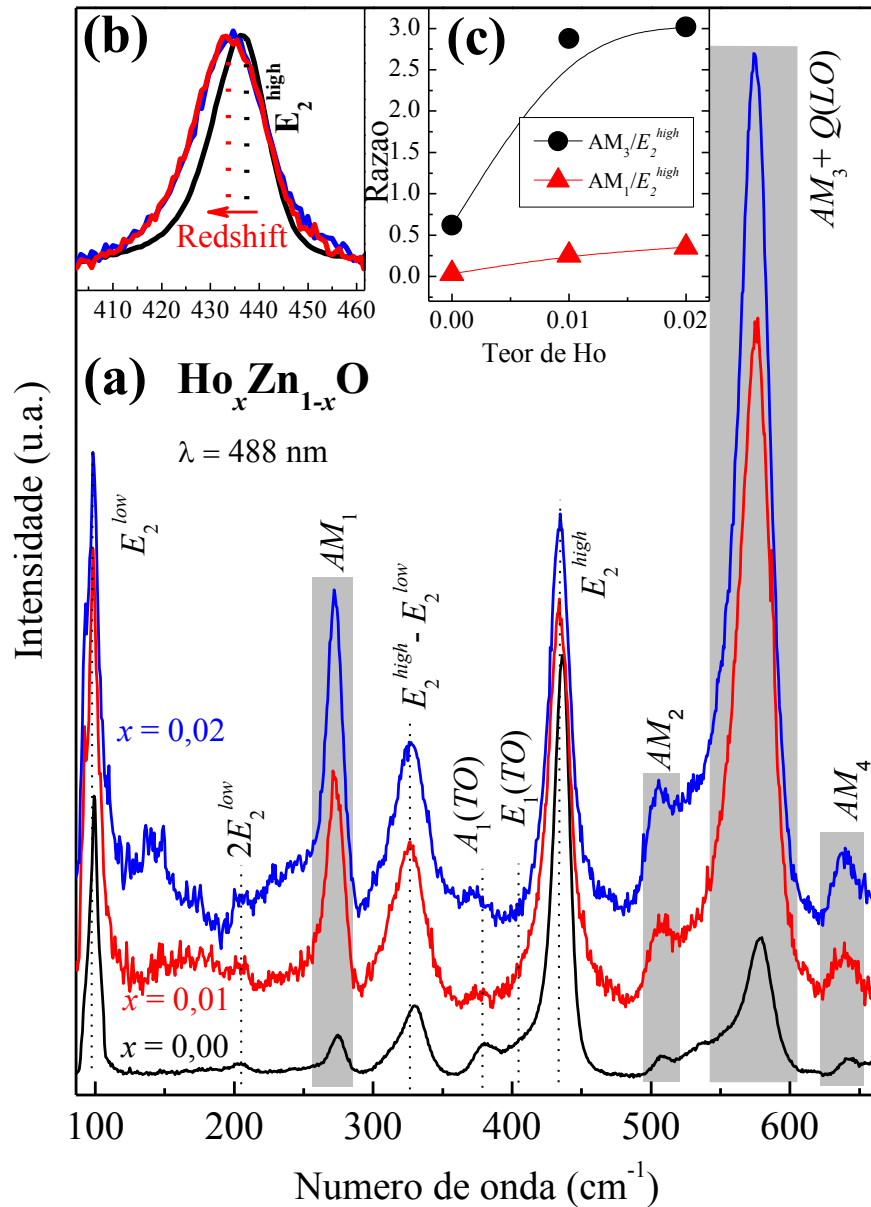 (b)
E₂ʰⁱᵍʰ
Redshift
410 420 430 440 450 460
(c)
3.0
2.5
2.0
1.5
1.0
0.5
0.0
Razao
AM₃/E₂ʰⁱᵍʰ
AM₁/E₂ʰⁱᵍʰ
0.00 0.01 0.02
Teor de Ho
AM₃+ Q(LO)
(a) HoₓZn₁₋ₓO
λ = 488 nm
Intensidade (u.a.)
E₂ˡᵒʷ
AM₁
E₂ʰⁱᵍʰ- E₂ˡᵒʷ
E₂ʰⁱᵍʰ
x = 0,02
2E₂ˡᵒʷ
A₁(TO)
E₁(TO)
AM₂
AM₄
x = 0,01
x = 0,00
100 200 300 400 500 600
Numero de onda (cm⁻¹)